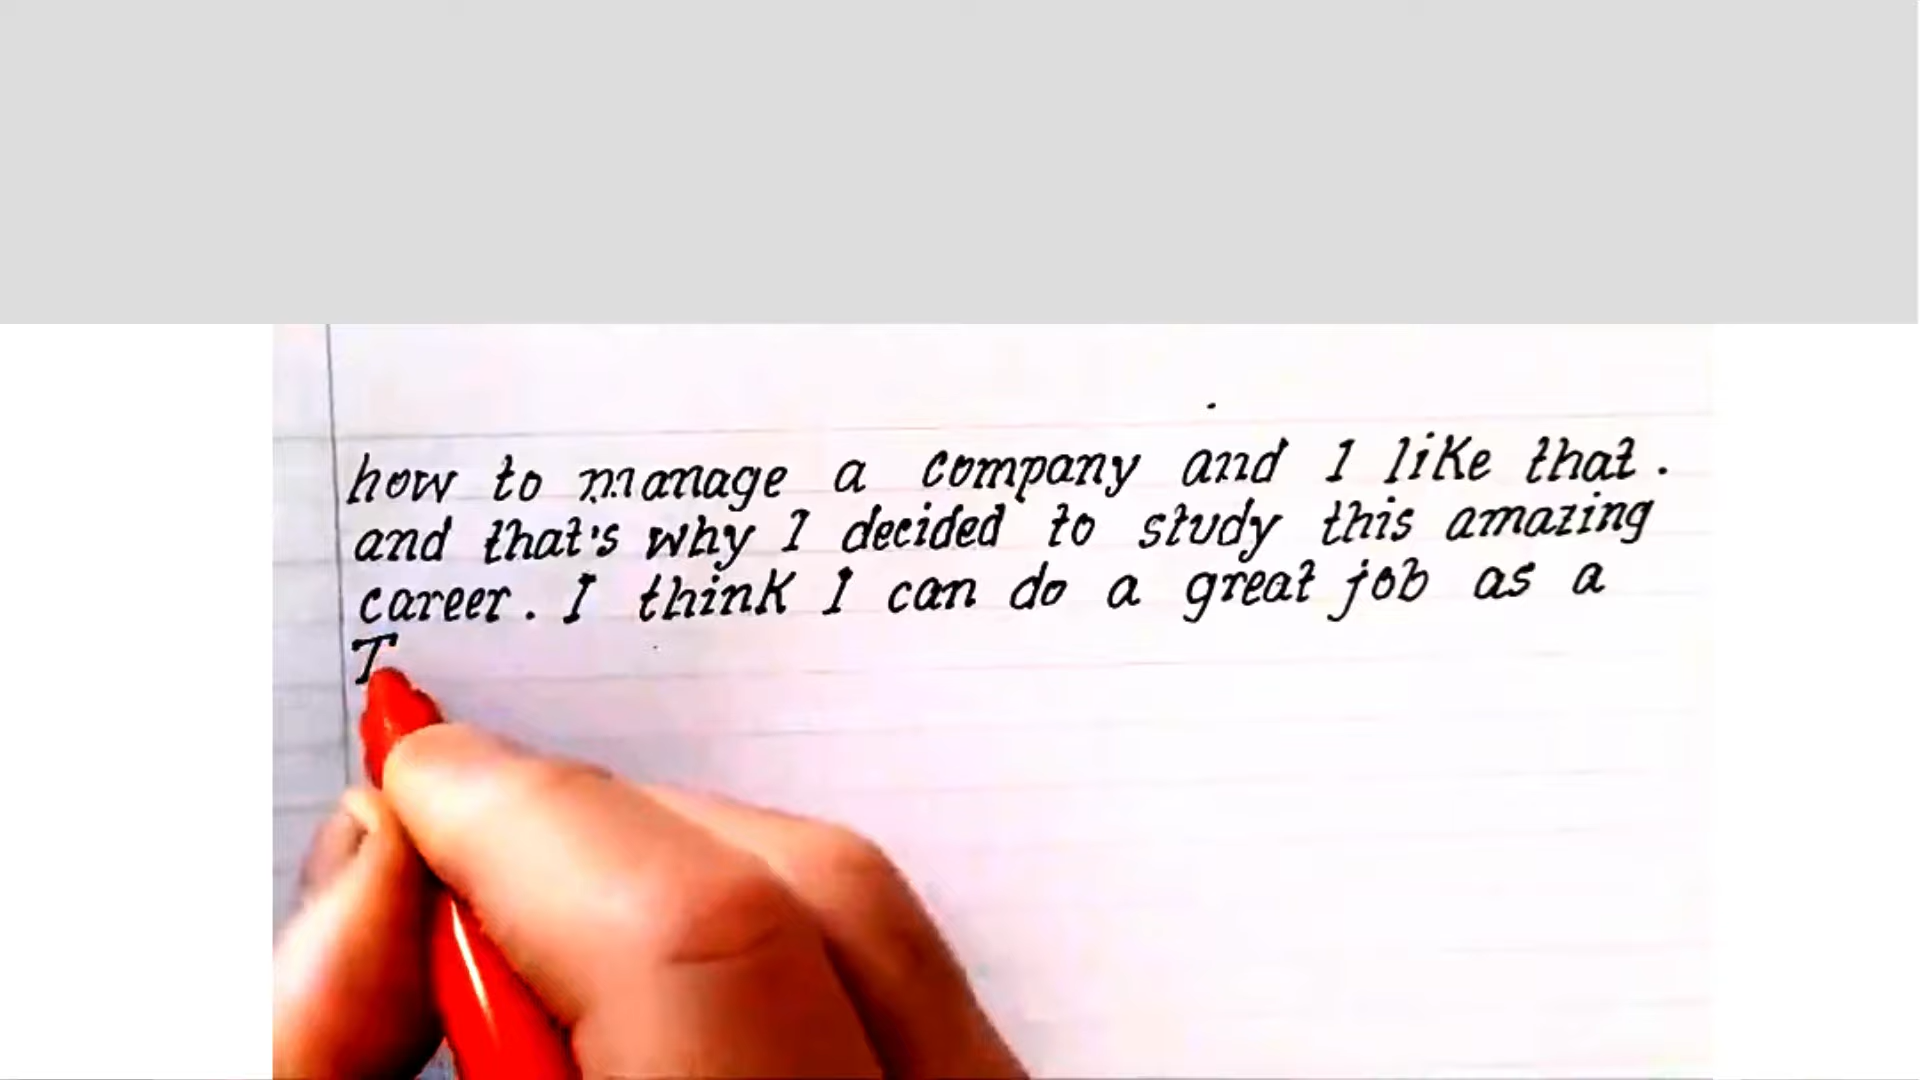 how to manage a company and I like that.
and that's why I decided to study this amazing
career. I think I can do a great job as a
T